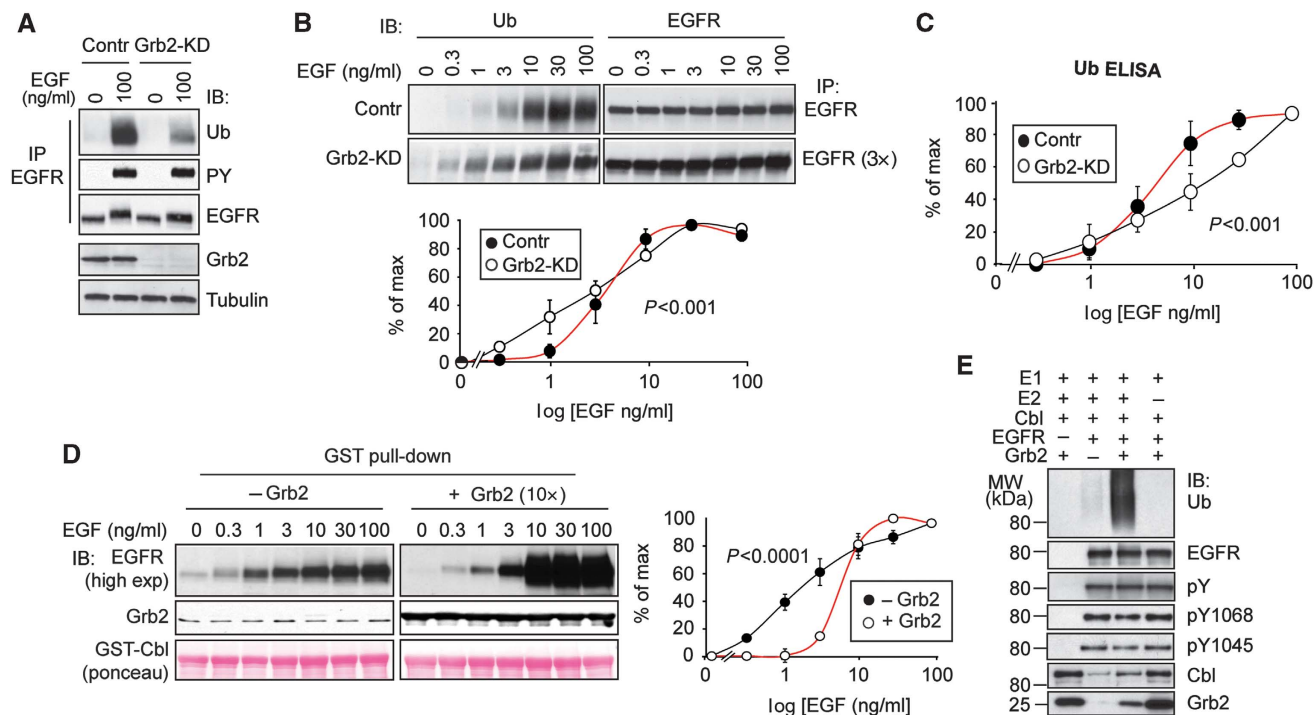 A
Contr Grb2-KD
EGF (ng/ml) 0 100 0 100 IB:
IP EGFR
Ub
PY
EGFR
Grb2
Tubulin
B
IB: Ub EGFR
EGF (ng/ml) 0 0.3 1 3 10 30 100 0 0.3 1 3 10 30 100 IP:
Contr EGFR
Grb2-KD EGFR (3×)
% of max
100
80
60
40
20
0
Contr
Grb2-KD
P<0.001
0 1 10 100
log [EGF ng/ml]
C
Ub ELISA
% of max
100
80
60
40
20
0
Contr
Grb2-KD
P<0.001
0 1 10 100
log [EGF ng/ml]
D
GST pull-down
–Grb2 + Grb2 (10×)
EGF (ng/ml) 0 0.3 1 3 10 30 100 0 0.3 1 3 10 30 100
IB: EGFR
(high exp)
Grb2
GST-Cbl
(ponceau)
% of max
100
80
60
40
20
0
P<0.0001
– Grb2
+ Grb2
0 1 10 100
log [EGF (ng/ml]
E
E1 + + + +
E2 + + + –
Cbl + + + +
EGFR – + + +
Grb2 + – + +
MW
(kDa)
IB:
Ub
80
80 EGFR
80 pY
80 pY1068
80 pY1045
Cbl
80
25 Grb2